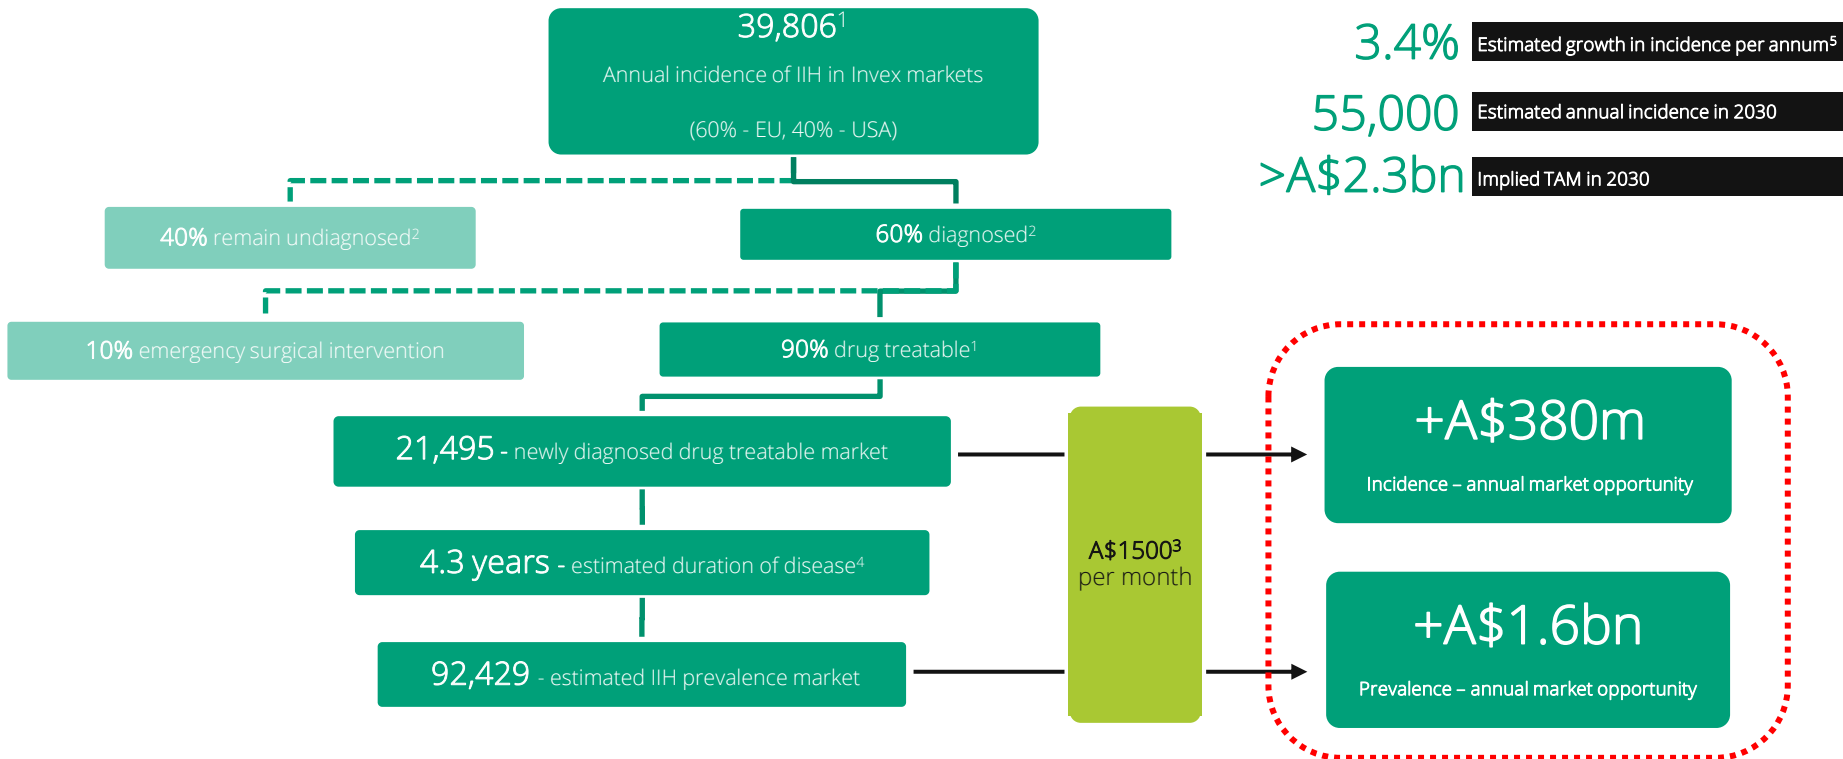 39,806¹
Annual incidence of IIH in Invex markets
(60% - EU, 40% - USA)
3.4% Estimated growth in incidence per annum⁵
55,000 Estimated annual incidence in 2030
>A$2.3bn Implied TAM in 2030
40% remain undiagnosed²
60% diagnosed²
10% emergency surgical intervention
90% drug treatable¹
21,495 - newly diagnosed drug treatable market
4.3 years - estimated duration of disease⁴
92,429 - estimated IIH prevalence market
A$1500³
per month
+A$380m
Incidence – annual market opportunity
+A$1.6bn
Prevalence – annual market opportunity